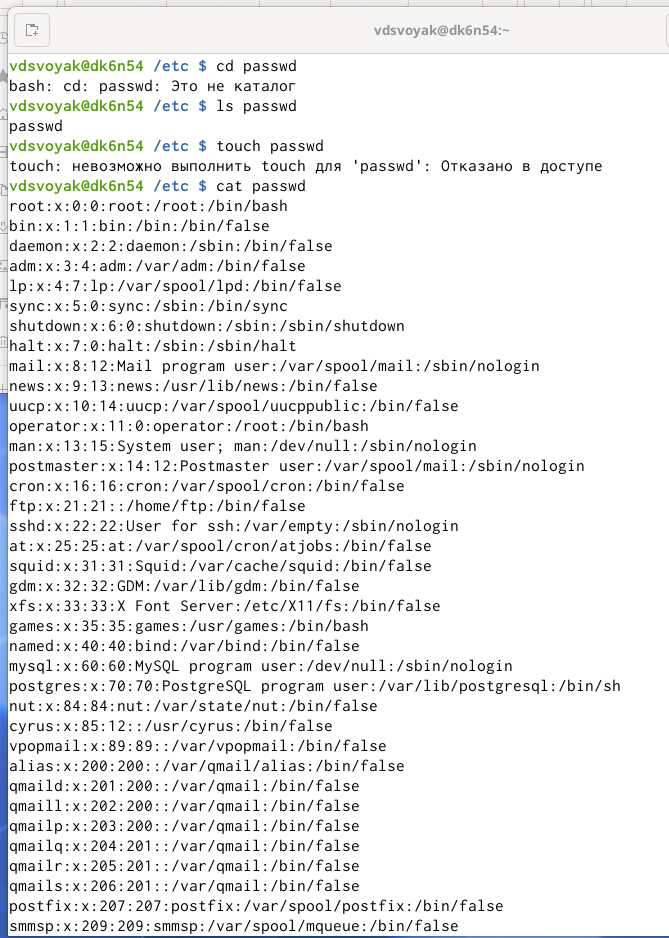 vdsvoyak@dk6n54:~
vdsvoyak@dk6n54 /etc $ cd passwd
bash: cd: passwd: Это не каталог
vdsvoyak@dk6n54 /etc $ ls passwd
passwd
vdsvoyak@dk6n54 /etc $ touch passwd
touch: невозможно выполнить touch для 'passwd': Отказано в доступе
vdsvoyak@dk6n54 /etc $ cat passwd
root:x:0:0:root:/root:/bin/bash
bin:x:1:1:bin:/bin:/bin/false
daemon:x:2:2:daemon:/sbin:/bin/false
adm:x:3:4:adm:/var/adm:/bin/false
lp:x:4:7:lp:/var/spool/lpd:/bin/false
sync:x:5:0:sync:/sbin:/bin/sync
shutdown:x:6:0:shutdown:/sbin:/sbin/shutdown
halt:x:7:0:halt:/sbin:/sbin/halt
mail:x:8:12:Mail program user:/var/spool/mail:/sbin/nologin
news:x:9:13:news:/usr/lib/news:/bin/false
uucp:x:10:14:uucp:/var/spool/uucppublic:/bin/false
operator:x:11:0:operator:/root:/bin/bash
man:x:13:15:System user; man:/dev/null:/sbin/nologin
postmaster:x:14:12:Postmaster user:/var/spool/mail:/sbin/nologin
cron:x:16:16:cron:/var/spool/cron:/bin/false
ftp:x:21:21::/home/ftp:/bin/false
sshd:x:22:22:User for ssh:/var/empty:/sbin/nologin
at:x:25:25:at:/var/spool/cron/atjobs:/bin/false
squid:x:31:31:Squid:/var/cache/squid:/bin/false
gdm:x:32:32:GDM:/var/lib/gdm:/bin/false
xfs:x:33:33:X Font Server:/etc/X11/fs:/bin/false
games:x:35:35:games:/usr/games:/bin/bash
named:x:40:40:bind:/var/bind:/bin/false
mysql:x:60:60:MySQL program user:/dev/null:/sbin/nologin
postgres:x:70:70:PostgreSQL program user:/var/lib/postgresql:/bin/sh
nut:x:84:84:nut:/var/state/nut:/bin/false
cyrus:x:85:12::/usr/cyrus:/bin/false
vpopmail:x:89:89::/var/vpopmail:/bin/false
alias:x:200:200::/var/qmail/alias:/bin/false
qmaild:x:201:200::/var/qmail:/bin/false
qmaill:x:202:200::/var/qmail:/bin/false
qmailp:x:203:200::/var/qmail:/bin/false
qmailq:x:204:201::/var/qmail:/bin/false
qmailr:x:205:201::/var/qmail:/bin/false
qmails:x:206:201::/var/qmail:/bin/false
postfix:x:207:207:postfix:/var/spool/postfix:/bin/false
smmsp:x:209:209:smmsp:/var/spool/mqueue:/bin/false